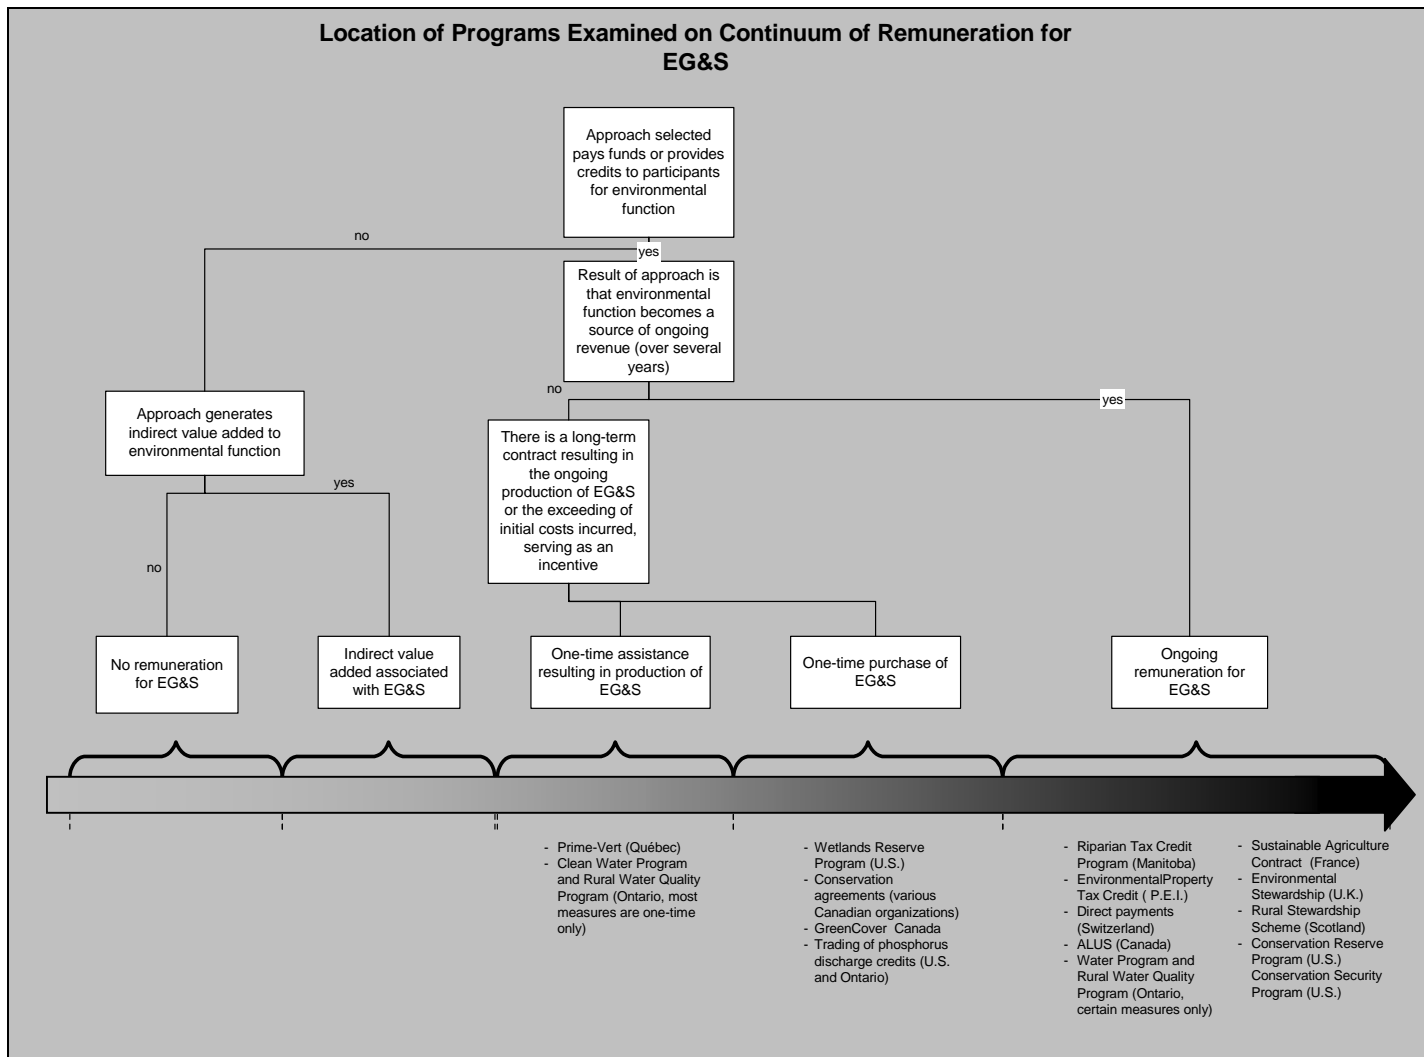 Location of Programs Examined on Continuum of Remuneration for
EG&S
Approach selected
pays funds or provides
credits to participants
for environmental
function
no
yes
Result of approach is
that environmental
function becomes a
source of ongoing
revenue (over several
years)
no
yes
Approach generates
indirect value added to
environmental function
There is a long-term
contract resulting in
the ongoing
production of EG&S
or the exceeding of
initial costs incurred,
serving as an
incentive
yes
no
No remuneration
for EG&S
Indirect value
added associated
with EG&S
One-time assistance
resulting in production of
EG&S
One-time purchase of
EG&S
Ongoing
remuneration for
EG&S
- Prime-Vert (Québec)
- Clean Water Program
and Rural Water Quality
Program (Ontario, most
measures are one-time
only)
- Wetlands Reserve
Program (U.S.)
- Conservation
agreements (various
Canadian organizations)
- GreenCover Canada
- Trading of phosphorus
discharge credits (U.S.
and Ontario)
- Riparian Tax Credit
Program (Manitoba)
- EnvironmentalProperty
Tax Credit ( P.E.I.)
- Direct payments
(Switzerland)
- ALUS (Canada)
- Water Program and
Rural Water Quality
Program (Ontario,
certain measures only)
- Sustainable Agriculture
Contract (France)
- Environmental
Stewardship (U.K.)
- Rural Stewardship
Scheme (Scotland)
- Conservation Reserve
Program (U.S.)
Conservation Security
Program (U.S.)